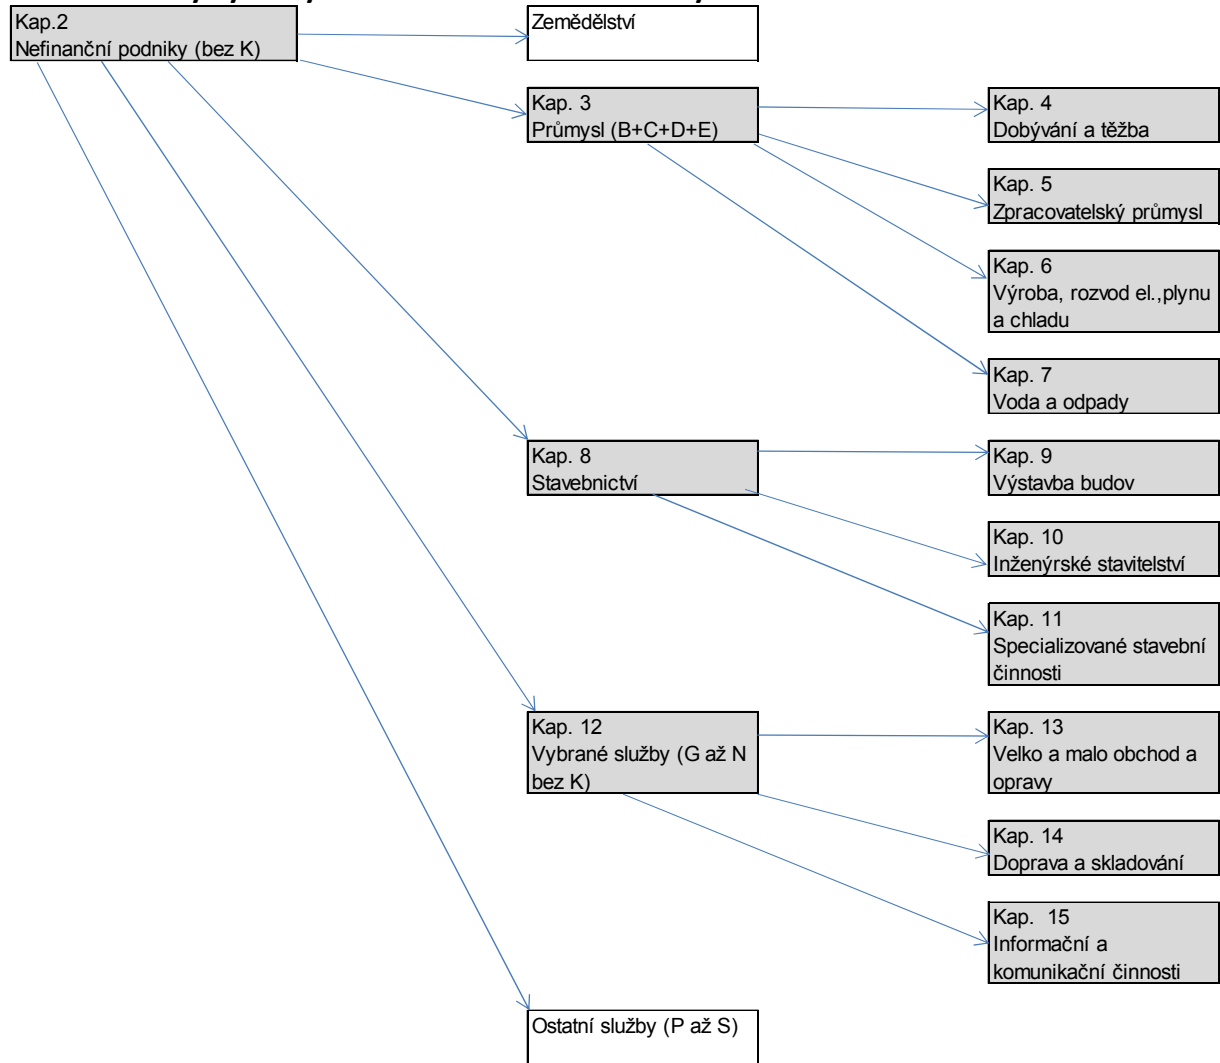 Kap.2
Nefinanční podniky (bez K)
Zemědělství
Kap. 3
Průmysl (B+C+D+E)
Kap. 4
Dobývání a těžba
Kap. 5
Zpracovatelský průmysl
Kap. 6
Výroba, rozvod el.,plynu
a chladu
Kap. 7
Voda a odpady
Kap. 8
Stavebnictví
Kap. 9
Výstavba budov
Kap. 10
Inženýrské stavitelství
Kap. 11
Specializované stavební
činnosti
Kap. 12
Vybrané služby (G až N
bez K)
Kap. 13
Velko a malo obchod a
opravy
Kap. 14
Doprava a skladování
Kap. 15
Informační a
komunikační činnosti
Ostatní služby (P až S)